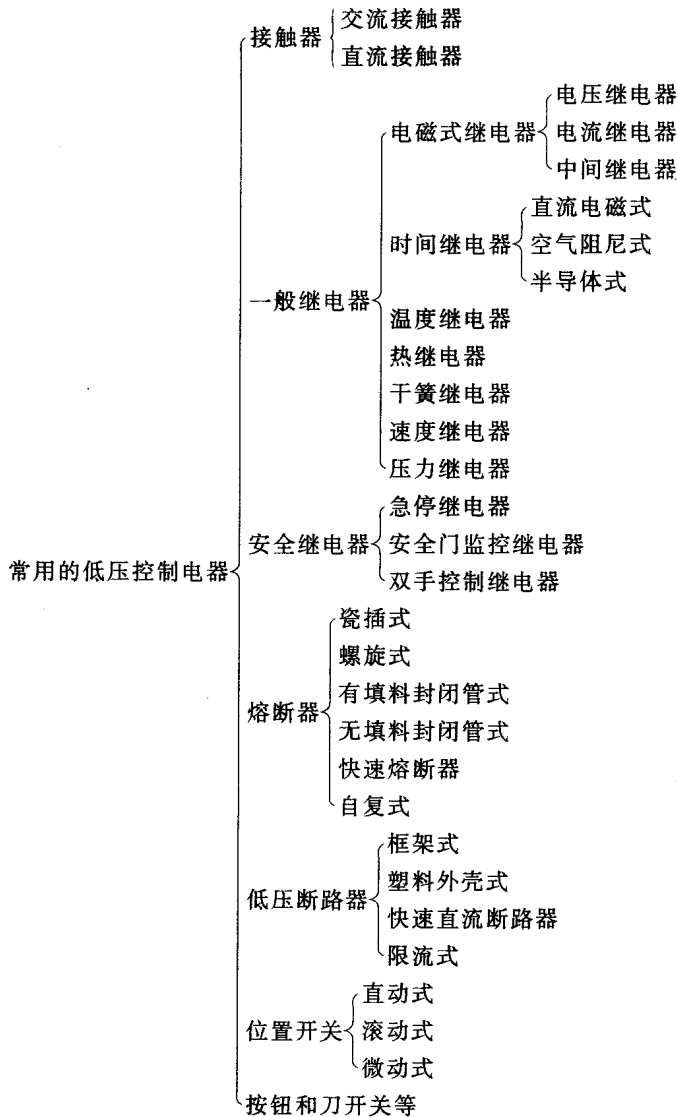 接触器
交流接触器
直流接触器
一般继电器
电磁式继电器
电压继电器
电流继电器
中间继电器
时间继电器
直流电磁式
空气阻尼式
半导体式
温度继电器
热继电器
干簧继电器
速度继电器
压力继电器
常用的低压控制电器
安全继电器
急停继电器
安全门监控继电器
双手控制继电器
熔断器
瓷插式
螺旋式
有填料封闭管式
无填料封闭管式
快速熔断器
自复式
低压断路器
框架式
塑料外壳式
快速直流断路器
限流式
位置开关
直动式
滚动式
微动式
按钮和刀开关等